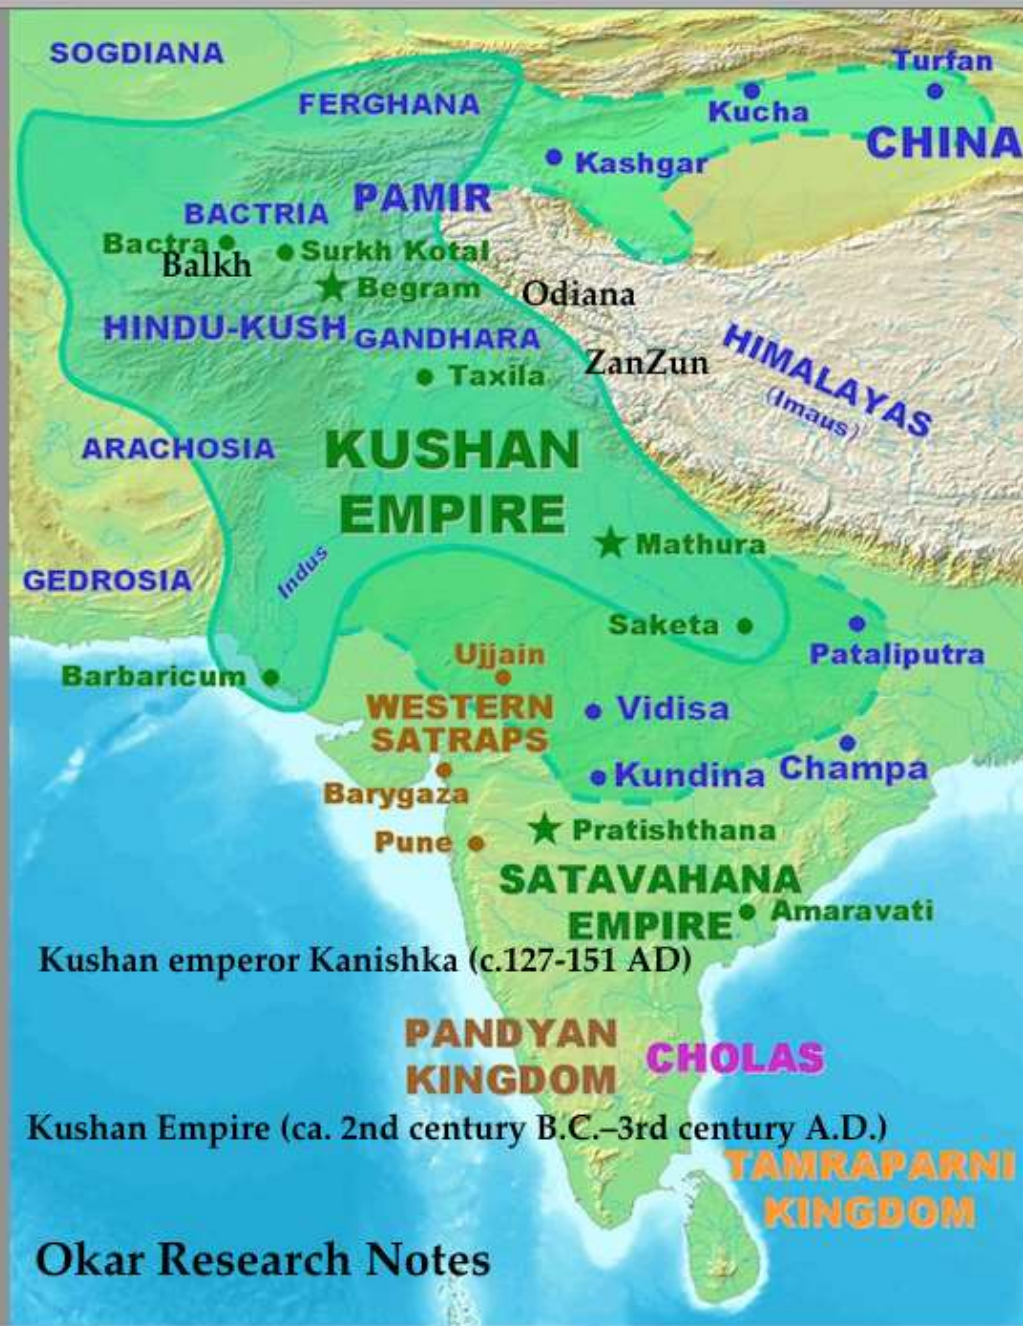 SOGDIANA
Turfan
FERGHANA
Kucha
CHINA
Kashgar
PAMIR
BACTRIA
Bactra
Surkh Kotal
Balkh
Begram
Odiana
HINDU-KUSH
GANDHARA
ZanZun
HIMALAYAS
(Imaus)
Taxila
ARACHOSIA
KUSHAN
EMPIRE
Mathura
Indus
GEDROSIA
Saketa
Pataliputra
Ujjain
Barbaricum
WESTERN
SATRAPS
Vidisa
Champa
Kundina
Barygaza
Pune
Pratishthana
SATAVAHANA
EMPIRE
Amaravati
Kushan emperor Kanishka (c.127-151 AD)
PANDYAN
KINGDOM
CHOLAS
Kushan Empire (ca. 2nd century B.C.–3rd century A.D.)
TAMRAPARNI
KINGDOM
Okar Research Notes